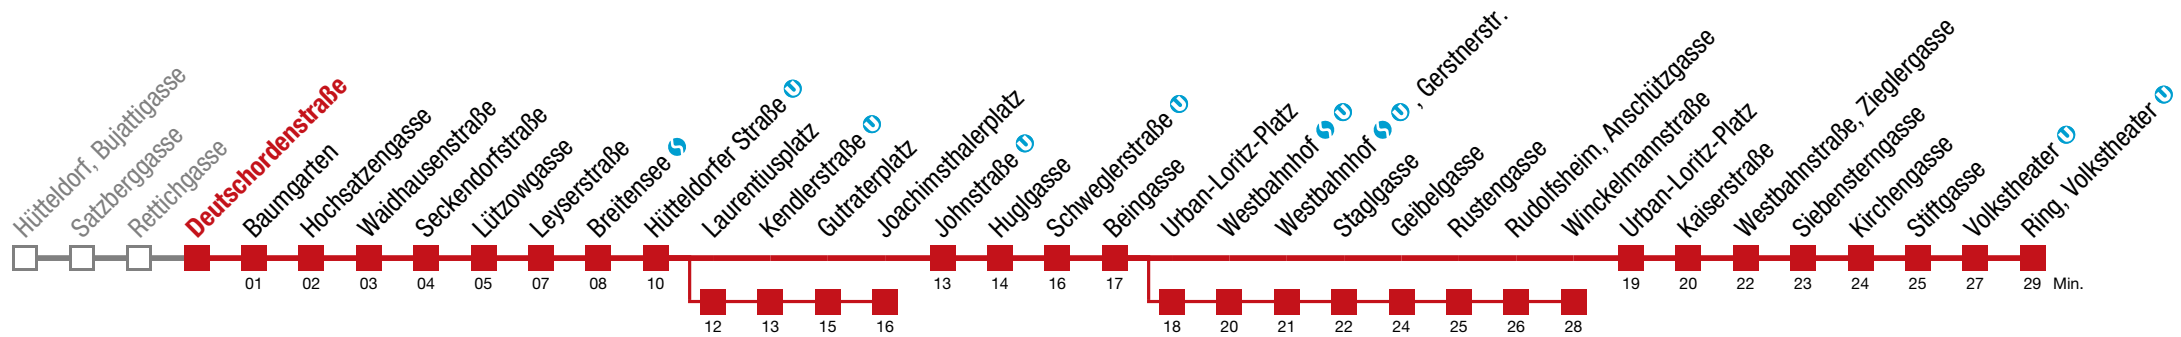 Hütteldorf, Bujattigasse
Satzberggasse
Rettichgasse
Deutschordenstraße
Baumgarten
Hochsatzengasse
Waidhausenstraße
Seckendorfstraße
Lützowgasse
Leyserstraße
Breitensee
Hütteldorfer Straße U
Laurentiusplatz
Kendlerstraße U
Gutraterplatz
Joachimsthalerplatz
Johnstraße U
Huglgasse
Schweglerstraße U
Beingasse
Urban-Loritz-Platz
Westbahnhof U
Westbahnhof U , Gerstnerstr.
Staglgasse
Geibelgasse
Rustengasse
Rudolfsheim, Anschützgasse
Winckelmannstraße
Urban-Loritz-Platz
Kaiserstraße
Westbahnstraße, Zieglergasse
Siebensterngasse
Kirchengasse
Stiftgasse
Volkstheater U
Ring, Volkstheater U
01 02 03 04 05 07 08 10 13 14 16 17 19 20 22 23 24 25 27 29 Min.
12 13 15 16 18 20 21 22 24 25 26 28